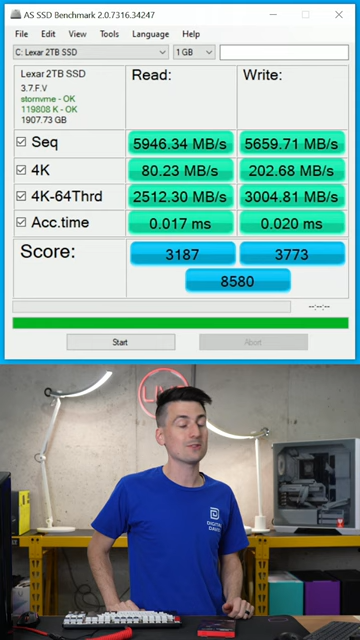 AS SSD Benchmark 2.0.7316.34247
File Edit View Tools Language Help
C: Lexar 2TB SSD 1 GB
Lexar 2TB SSD Read: Write:
3.7.F.V
stornvme - OK
119808 K - OK
1907.73 GB
Seq 5946.34 MB/s 5659.71 MB/s
4K 80.23 MB/s 202.68 MB/s
4K-64Thrd 2512.30 MB/s 3004.81 MB/s
Acc.time 0.017 ms 0.020 ms
Score: 3187 3773
8580
--:--:--
Start Abort
DIGITAL